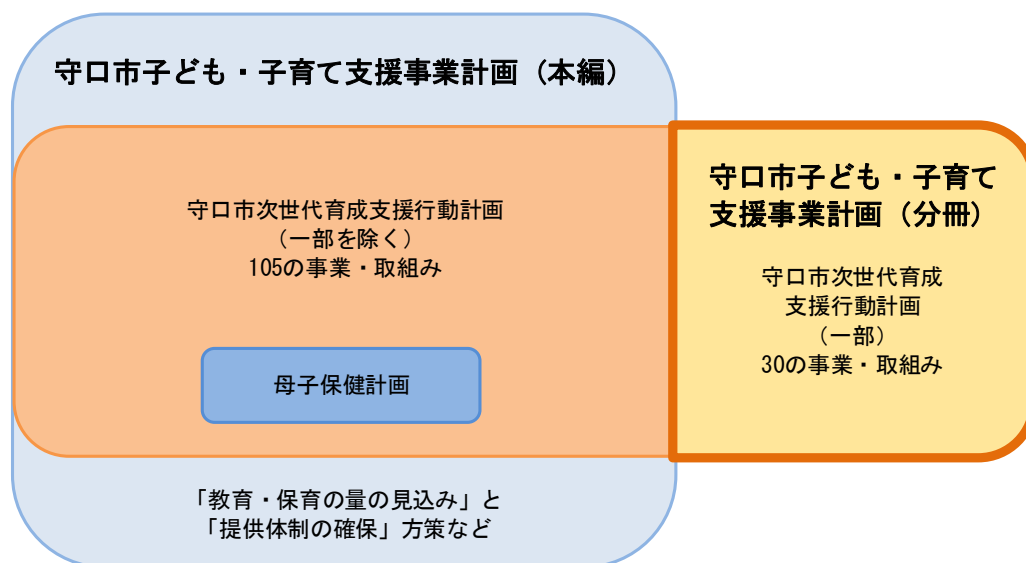 守口市子ども・子育て支援事業計画（本編）
守口市次世代育成支援行動計画
（一部を除く）
105の事業・取組み
母子保健計画
「教育・保育の量の見込み」と
「提供体制の確保」方策など
守口市子ども・子育て
支援事業計画（分冊）
守口市次世代育成
支援行動計画
（一部）
30の事業・取組み